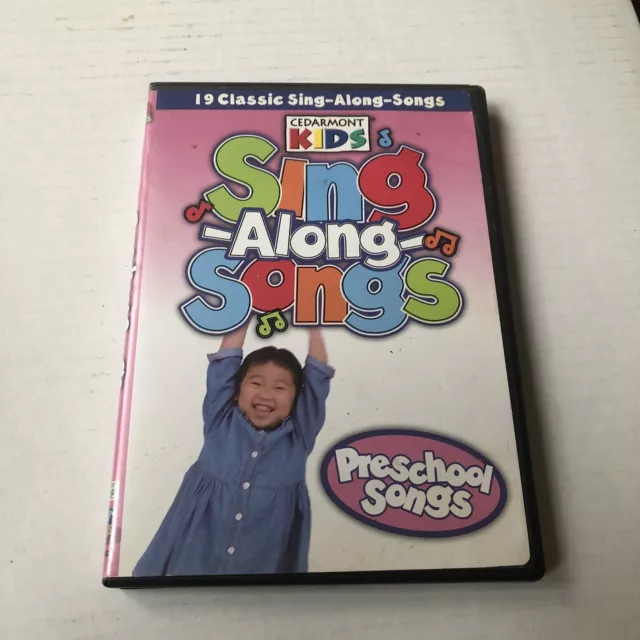 19 Classic Sing-Along-Songs
CEDARMONT
KIDS®
Sing
-Along-
Songs
Preschool
Songs